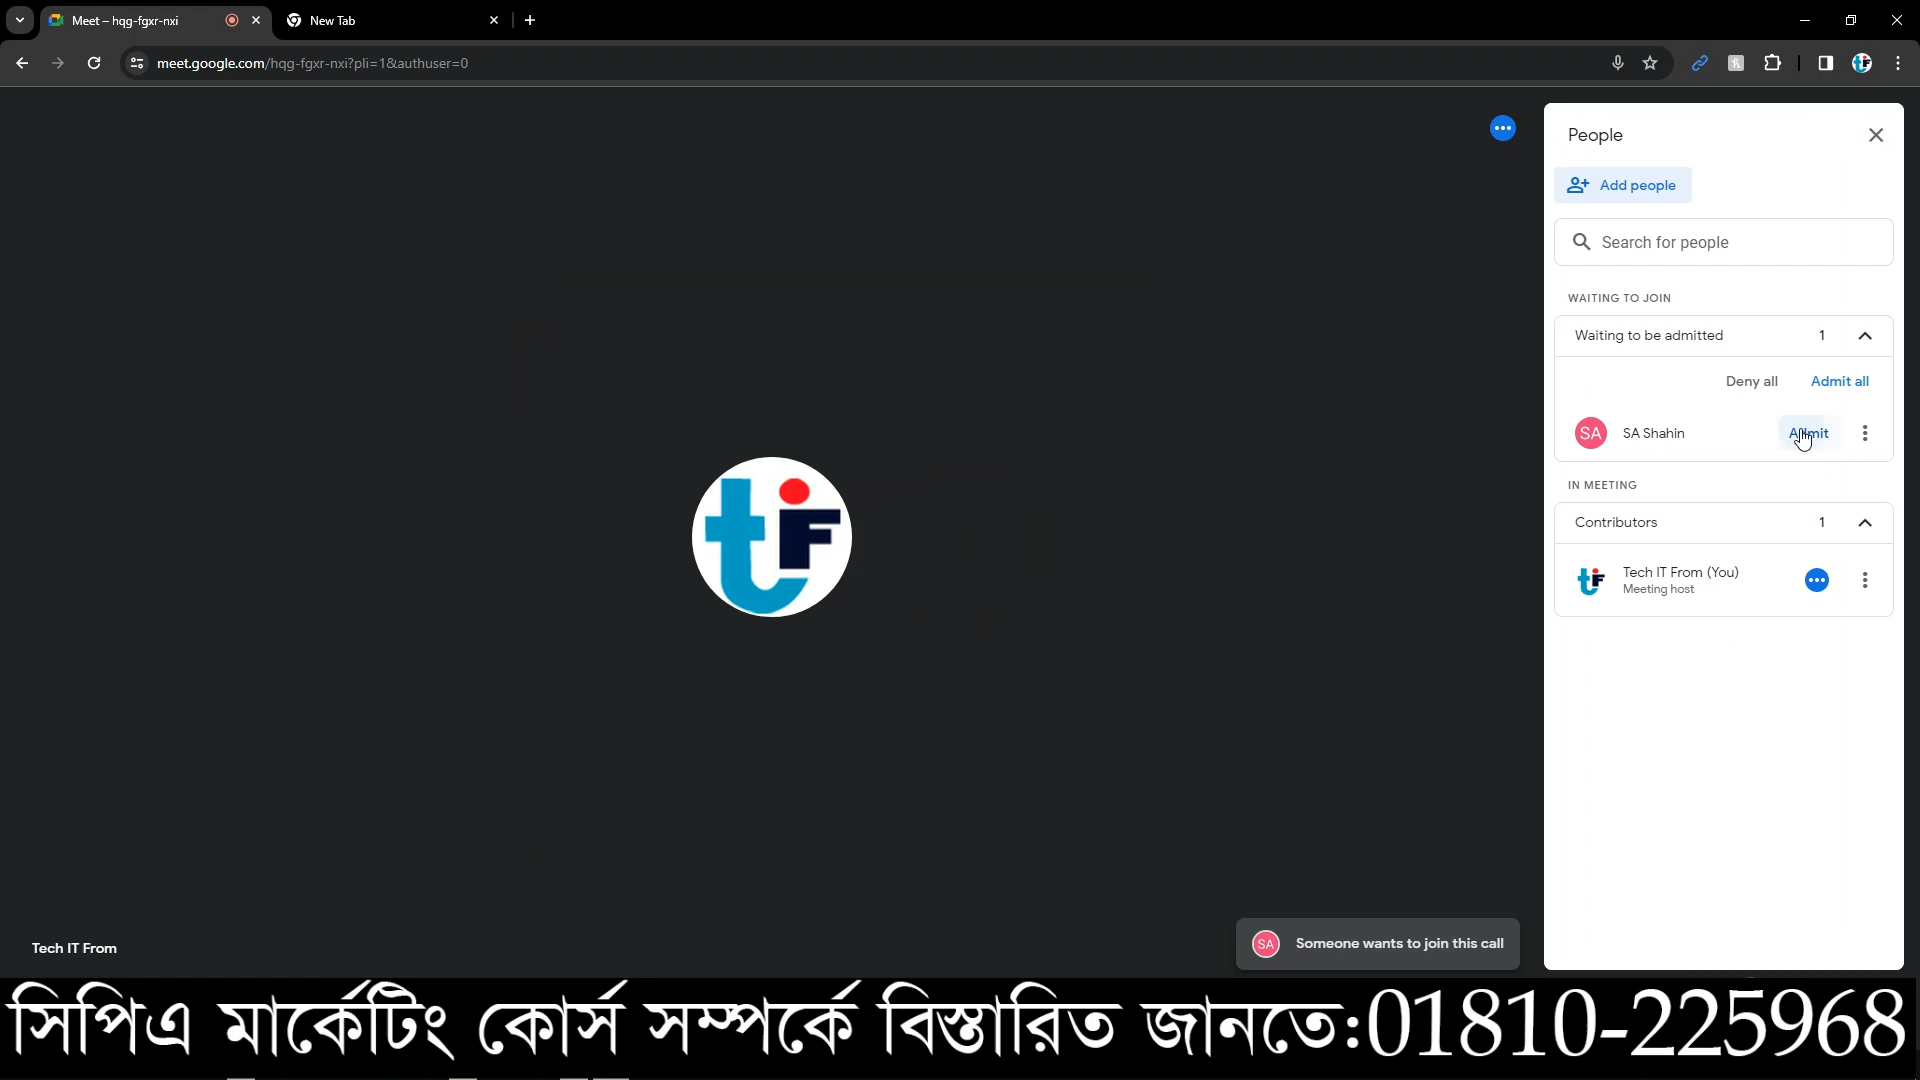 Meet – hqg-fgxr-nxi
New Tab
meet.google.com/hqg-fgxr-nxi?pli=1&authuser=0
People
Add people
Search for people
WAITING TO JOIN
Waiting to be admitted 1
Deny all Admit all
SA SA Shahin Admit
IN MEETING
Contributors 1
tiF
Tech IT From (You)
Meeting host
tiF
SA Someone wants to join this call
Tech IT From
সিপিএ মার্কেটিং কোর্স সম্পর্কে বিস্তারিত জানতে:01810-225968